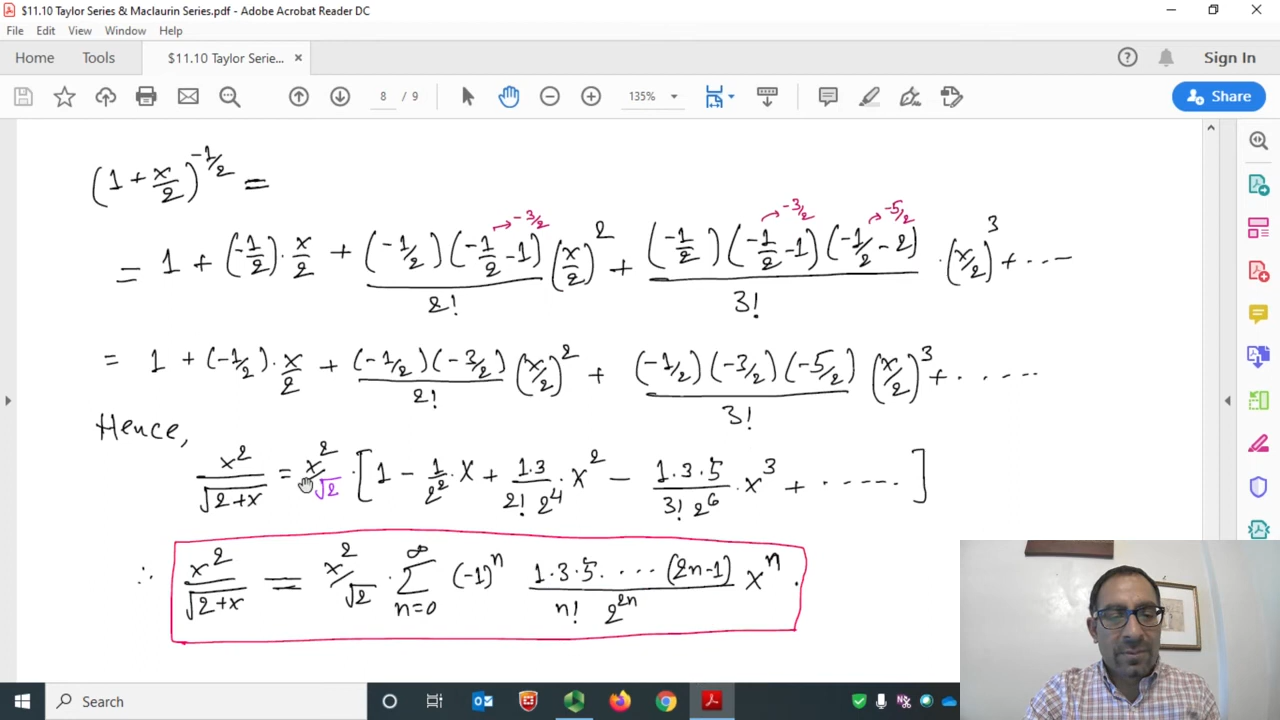 $11.10 Taylor Series & Maclaurin Series.pdf - Adobe Acrobat Reader DC
File Edit View Window Help
Home Tools $11.10 Taylor Serie... × Sign In
8 / 9 135% Share
(1 + x/2)^(-1/2) =
= 1 + (-1/2) · x/2 + (-1/2)(-1/2 - 1)/2! (x/2)^2 + (-1/2)(-1/2 - 1)(-1/2 - 2)/3! · (x/2)^3 + ...
→ -3/2 → -3/2 → -5/2
= 1 + (-1/2) · x/2 + (-1/2)(-3/2)/2! (x/2)^2 + (-1/2)(-3/2)(-5/2)/3! (x/2)^3 + .....
Hence,
x^2/√(2+x) = x^2/√2 · [1 - 1/2^2 · x + 1.3/(2! 2^4) · x^2 - 1.3.5/(3! 2^6) · x^3 + ......]
∴ x^2/√(2+x) = x^2/√2 · ∑_{n=0}^{∞} (-1)^n 1.3.5. .... (2n-1)/(n! 2^(2n)) x^n.
Search